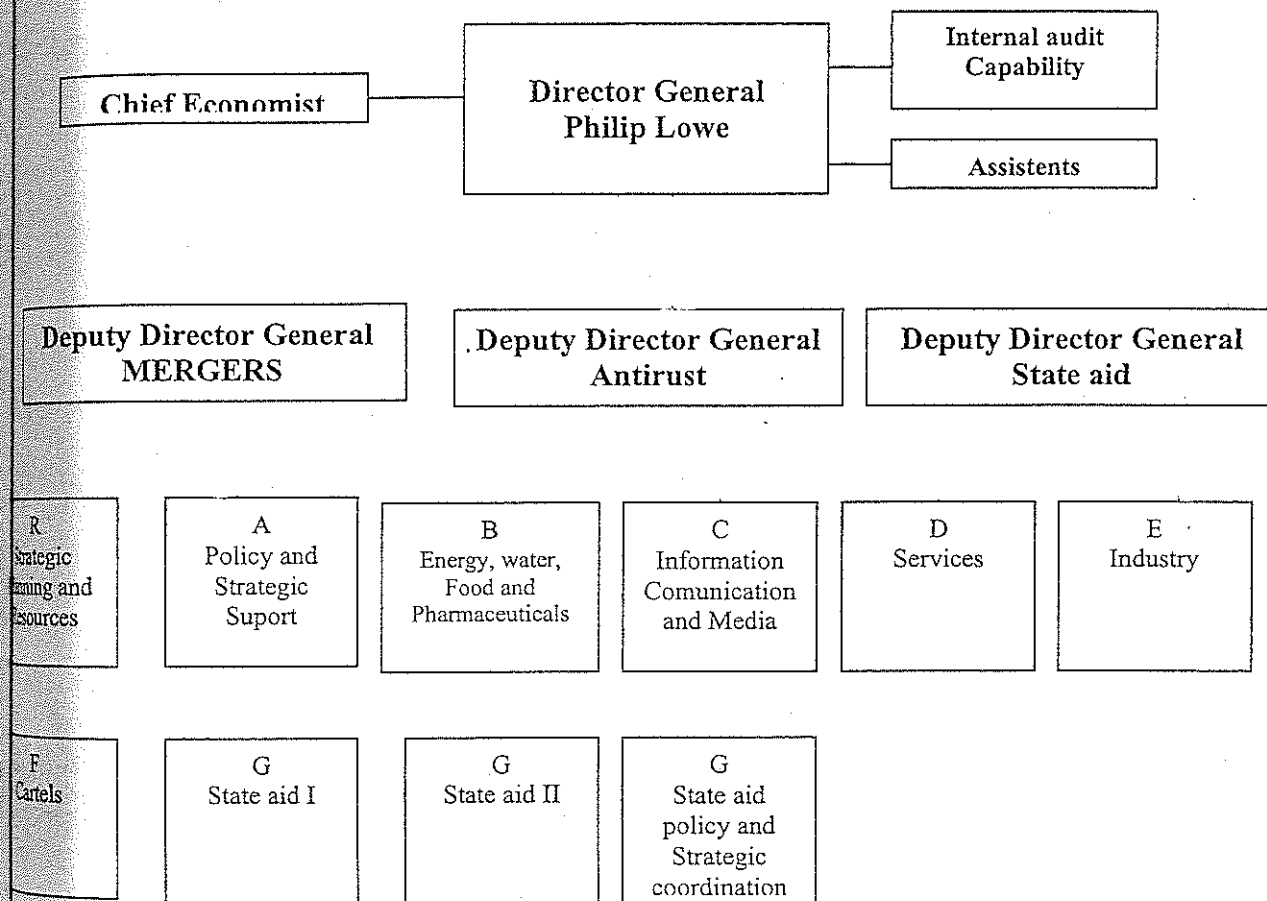 Internal audit
Capability
Chief Economist
Director General
Philip Lowe
Assistents
Deputy Director General
MERGERS
Deputy Director General
Antirust
Deputy Director General
State aid
R
and
A
Policy and
Strategic
Suport
B
Energy, water,
Food and
Pharmaceuticals
C
Information
Comunication
and Media
D
Services
E
Industry
F
Cartels
G
State aid I
G
State aid II
G
State aid
policy and
Strategic
coordination